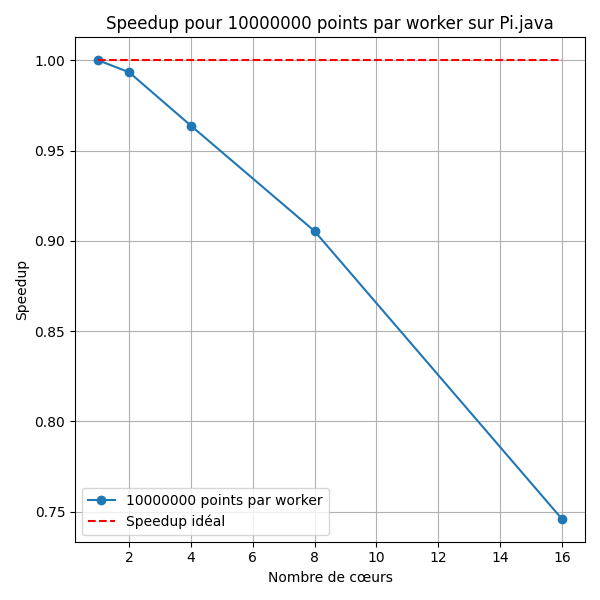 Speedup pour 10000000 points par worker sur Pi.java
1.00
0.95
0.90
0.85
0.80
0.75
Speedup
10000000 points par worker
Speedup idéal
2 4 6 8 10 12 14 16
Nombre de cœurs